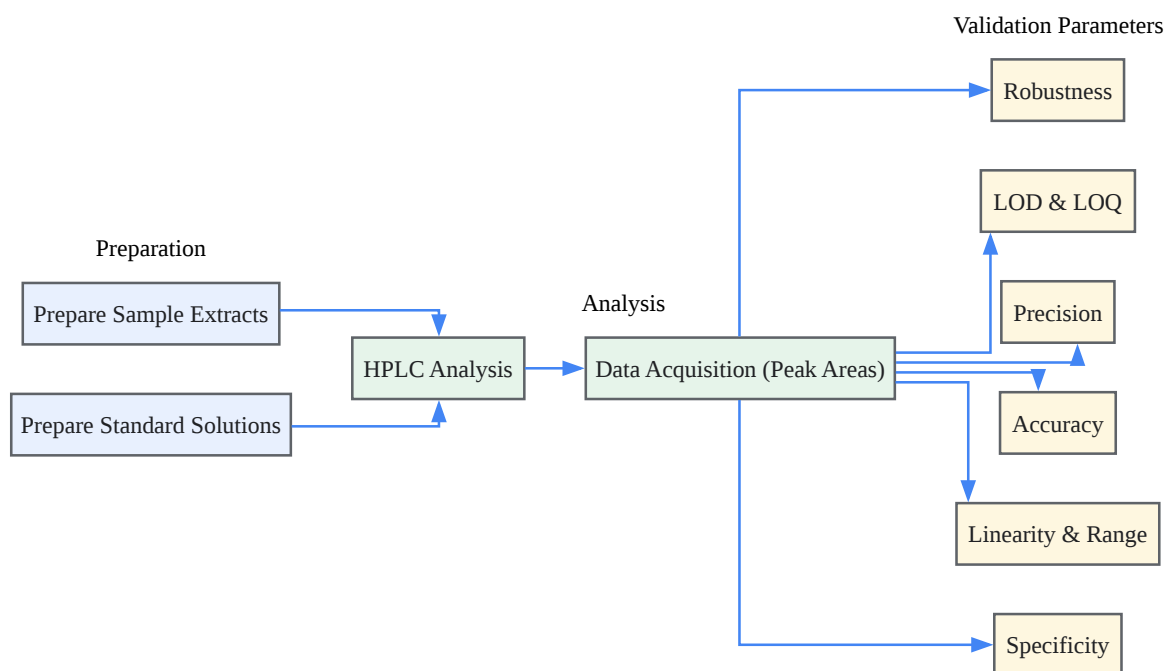 Preparation
Prepare Sample Extracts
Prepare Standard Solutions
HPLC Analysis
Analysis
Data Acquisition (Peak Areas)
Validation Parameters
Robustness
LOD & LOQ
Precision
Accuracy
Linearity & Range
Specificity